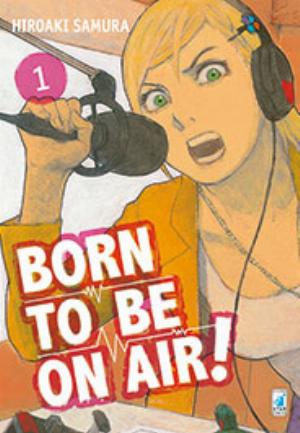 HIROAKI SAMURA
1
BORN
TO BE
ON AIR!